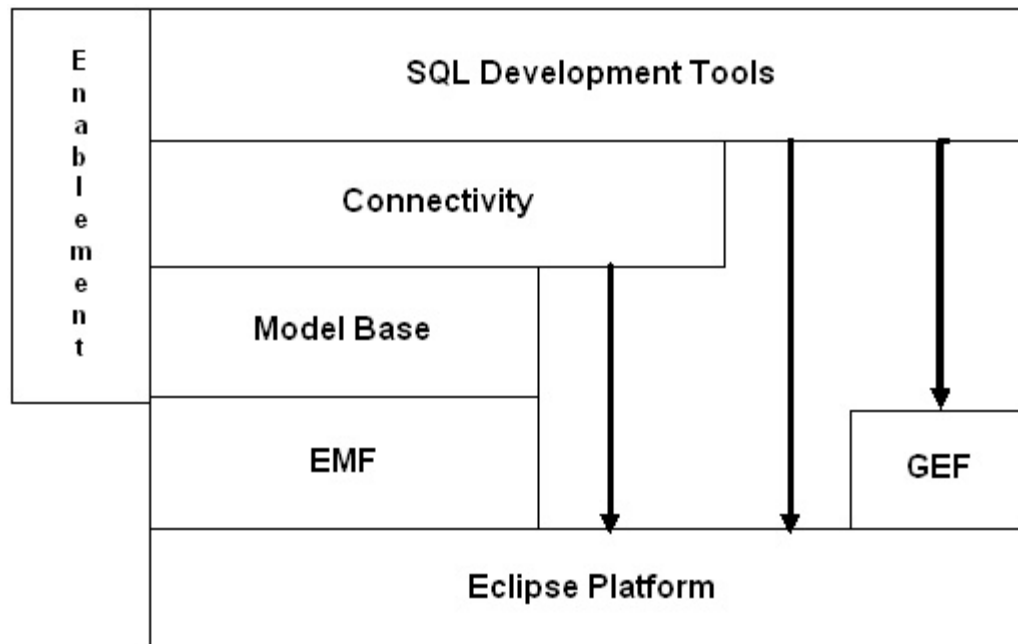 Enablement
SQL Development Tools
Connectivity
Model Base
EMF
GEF
Eclipse Platform